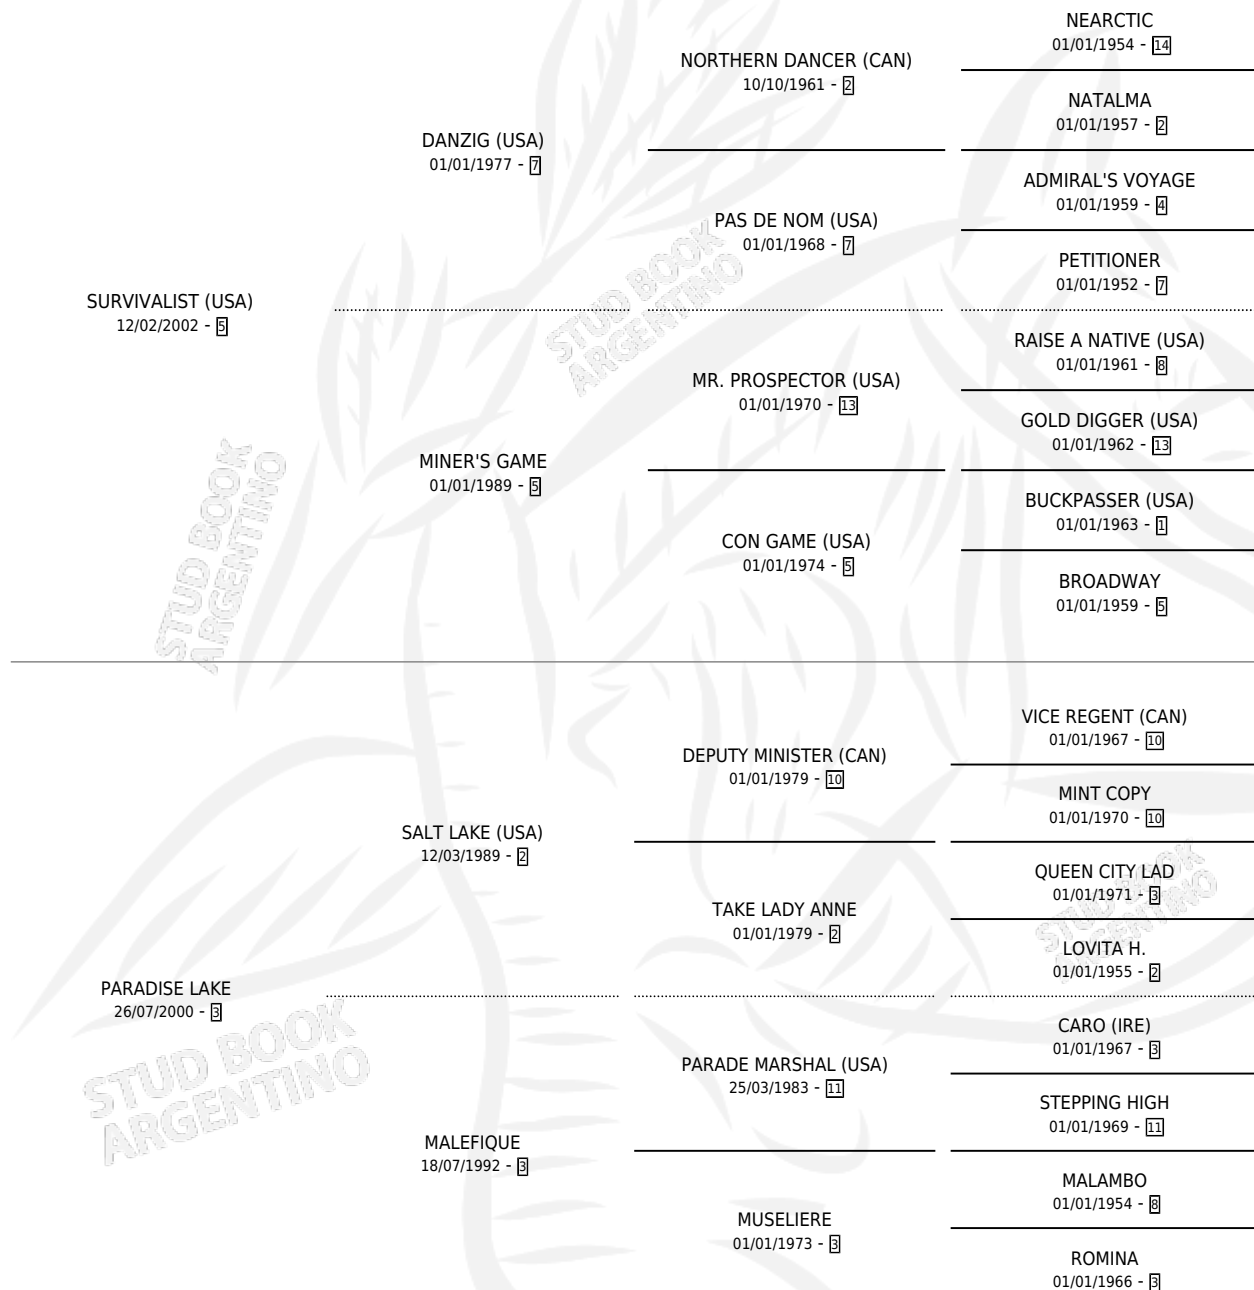 NEARCTIC
01/01/1954 - 14
NORTHERN DANCER (CAN)
10/10/1961 - 2
NATALMA
01/01/1957 - 2
DANZIG (USA)
01/01/1977 - 7
ADMIRAL'S VOYAGE
01/01/1959 - 4
PAS DE NOM (USA)
01/01/1968 - 7
PETITIONER
01/01/1952 - 7
SURVIVALIST (USA)
12/02/2002 - 5
STUD BOOK
ARGENTINO
RAISE A NATIVE (USA)
01/01/1961 - 8
MR. PROSPECTOR (USA)
01/01/1970 - 13
GOLD DIGGER (USA)
01/01/1962 - 13
MINER'S GAME
01/01/1989 - 5
BUCKPASSER (USA)
01/01/1963 - 1
CON GAME (USA)
01/01/1974 - 5
BROADWAY
01/01/1959 - 5
STUD BOOK
ARGENTINO
VICE REGENT (CAN)
01/01/1967 - 10
DEPUTY MINISTER (CAN)
01/01/1979 - 10
MINT COPY
01/01/1970 - 10
SALT LAKE (USA)
12/03/1989 - 2
QUEEN CITY LAD
01/01/1971 - 3
TAKE LADY ANNE
01/01/1979 - 2
LOVITA H.
01/01/1955 - 2
STUD BOOK
ARGENTINO
PARADISE LAKE
26/07/2000 - 3
CARO (IRE)
01/01/1967 - 3
PARADE MARSHAL (USA)
25/03/1983 - 11
STEPPING HIGH
01/01/1969 - 11
STUD BOOK
ARGENTINO
MALEFIQUE
18/07/1992 - 3
MALAMBO
01/01/1954 - 8
MUSELIERE
01/01/1973 - 3
ROMINA
01/01/1966 - 3